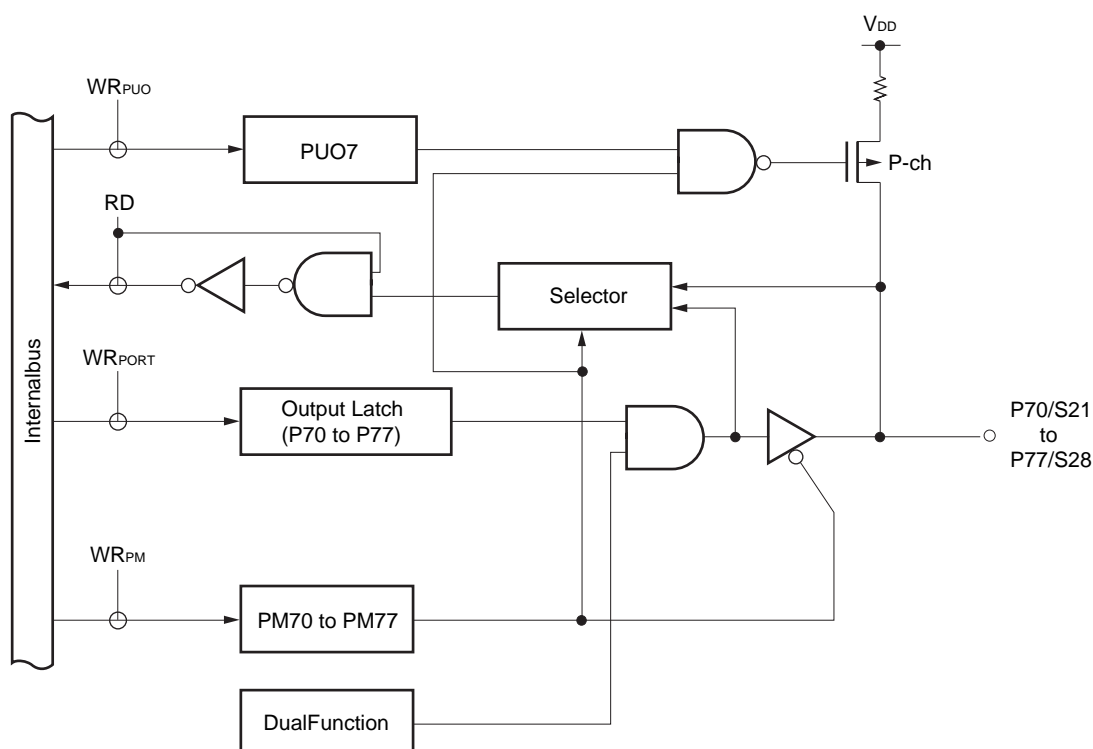 VDD
WRPUO
PUO7
P-ch
RD
Selector
Internalbus
WRPORT
Output Latch
(P70 to P77)
P70/S21
to
P77/S28
WRPM
PM70 to PM77
DualFunction